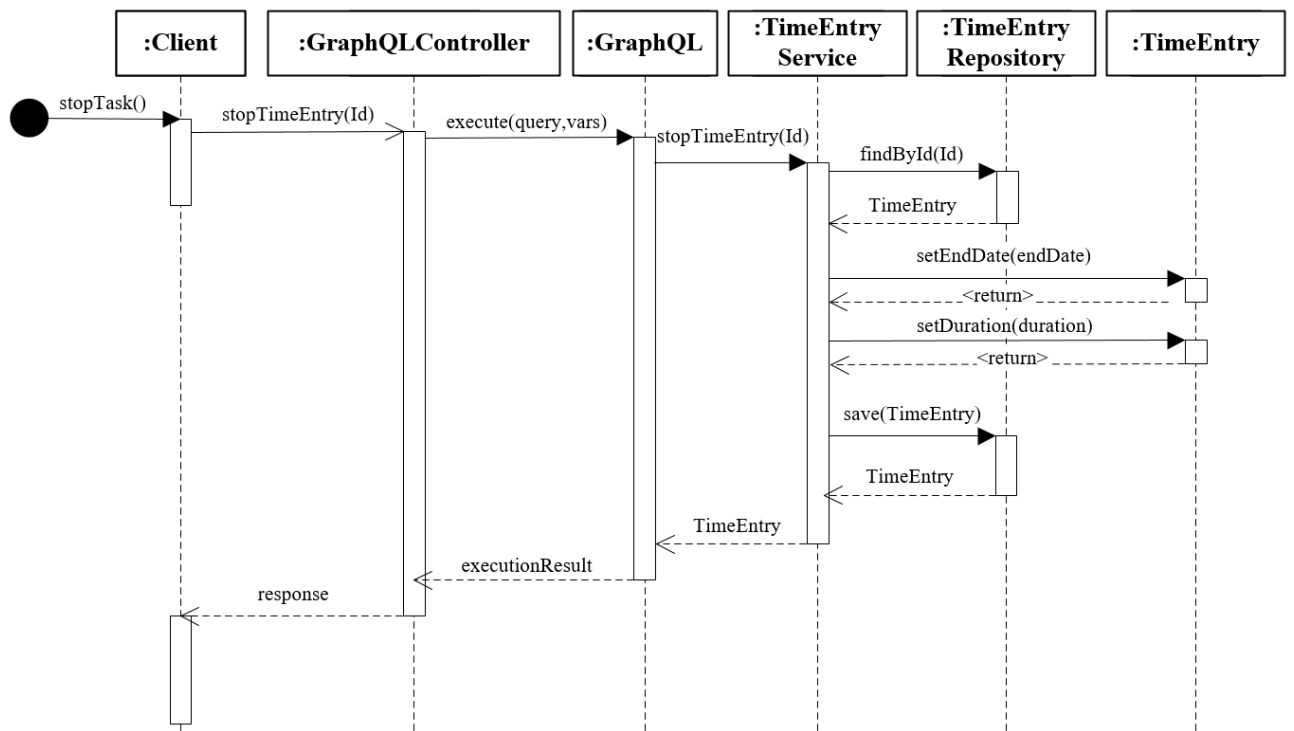 :Client
:GraphQLController
:GraphQL
:TimeEntry
Service
:TimeEntry
Repository
:TimeEntry
stopTask()
stopTimeEntry(Id)
execute(query,vars)
stopTimeEntry(Id)
findById(Id)
TimeEntry
setEndDate(endDate)
<return>
setDuration(duration)
<return>
save(TimeEntry)
TimeEntry
TimeEntry
executionResult
response